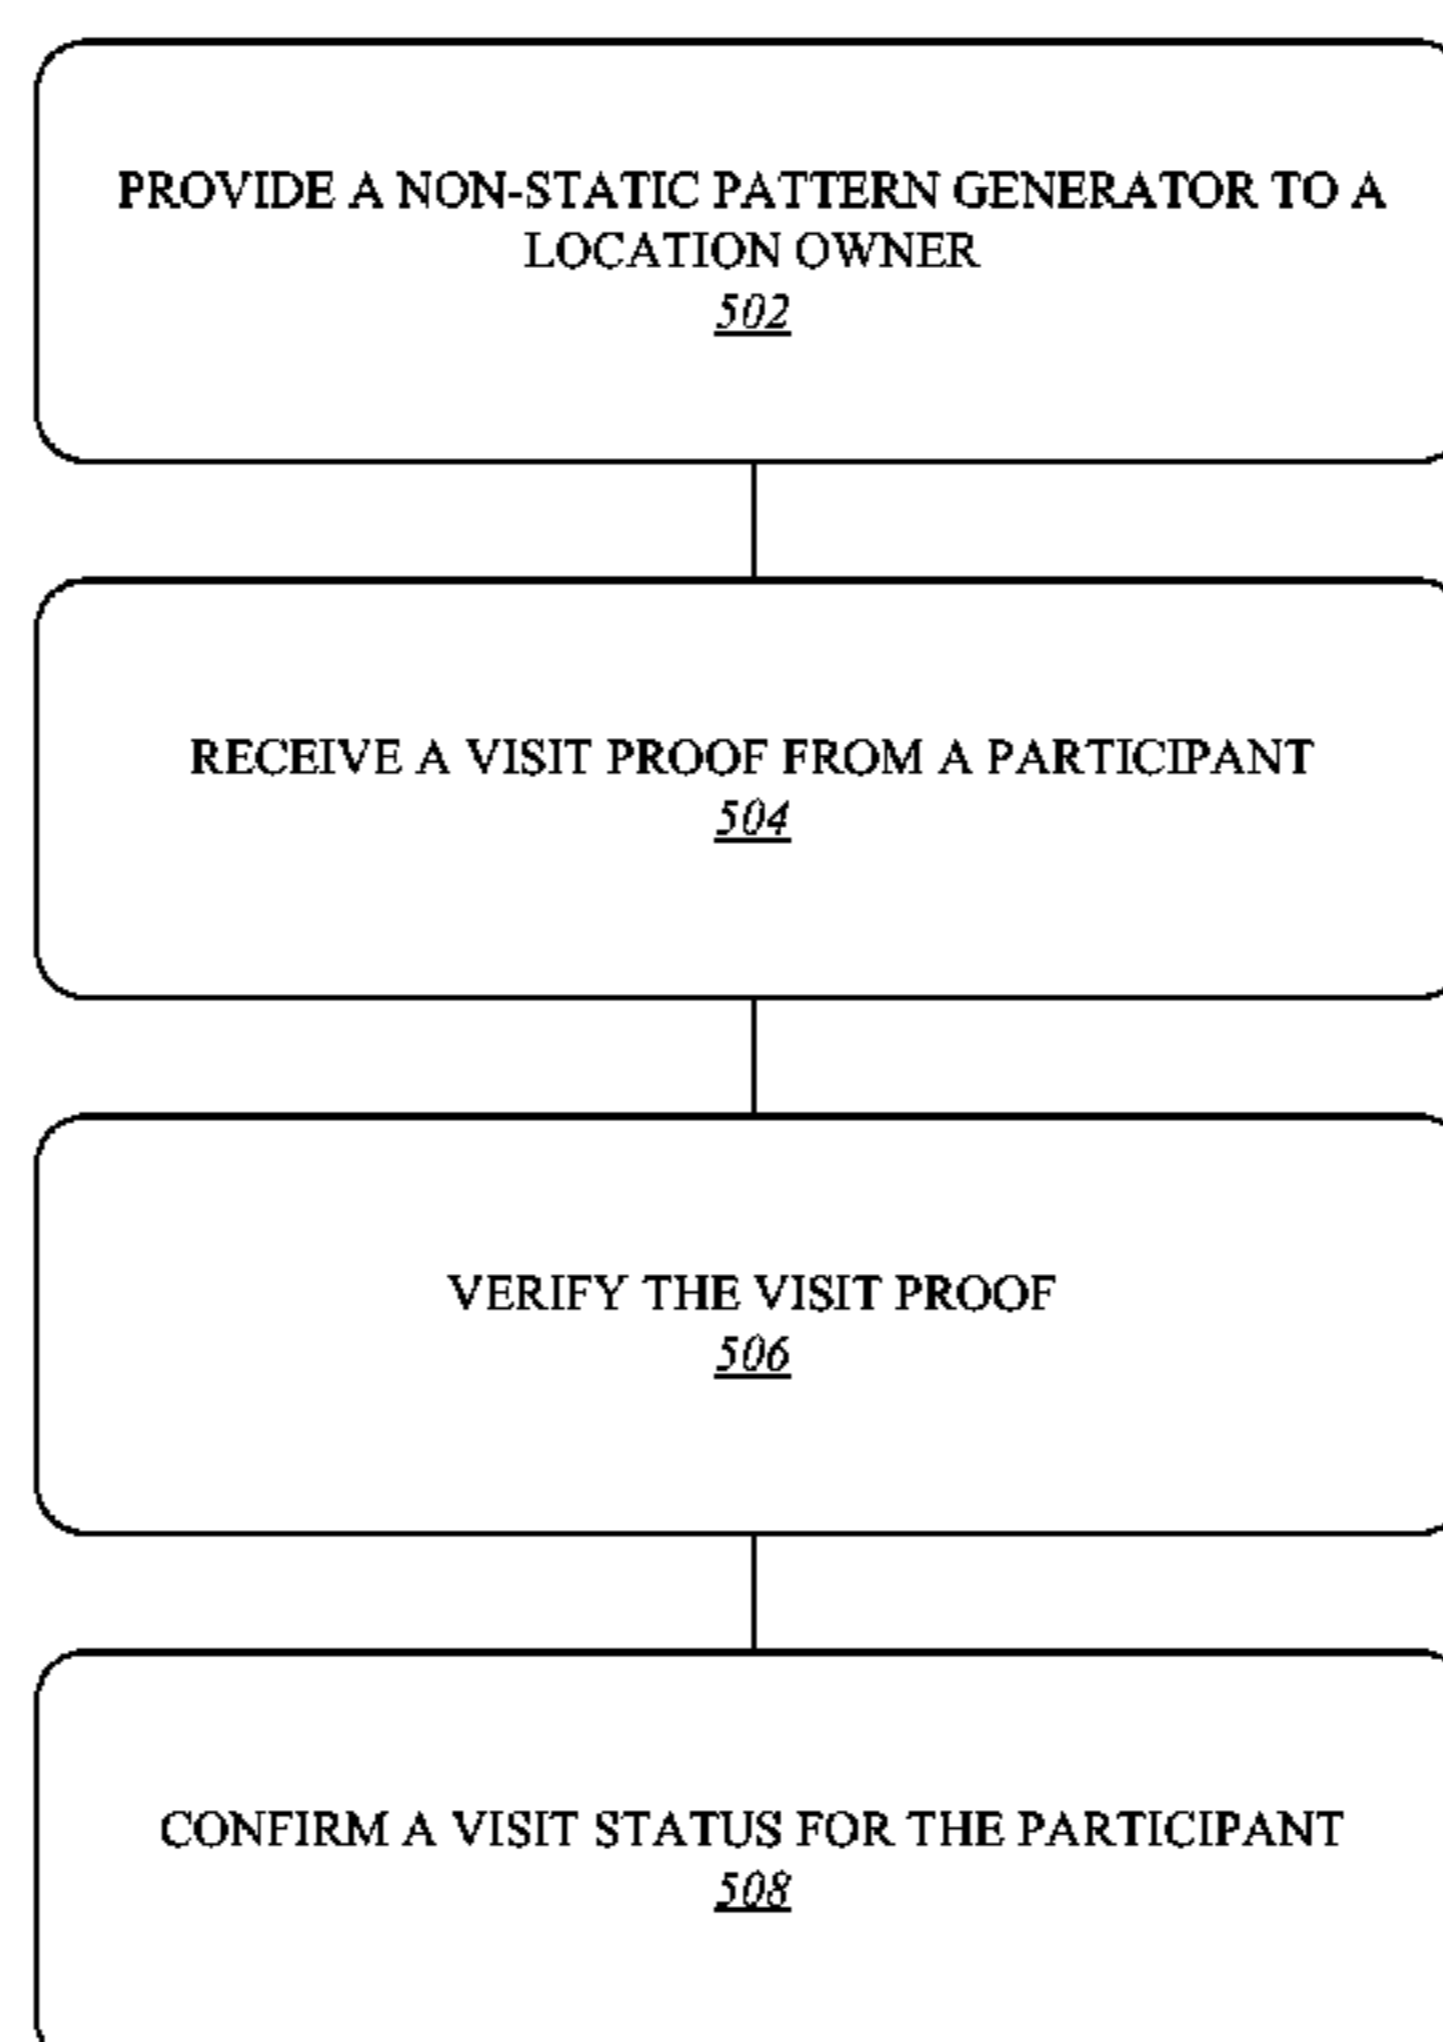 PROVIDE A NON-STATIC PATTERN GENERATOR TO A
LOCATION OWNER
502
RECEIVE A VISIT PROOF FROM A PARTICIPANT
504
VERIFY THE VISIT PROOF
506
CONFIRM A VISIT STATUS FOR THE PARTICIPANT
508